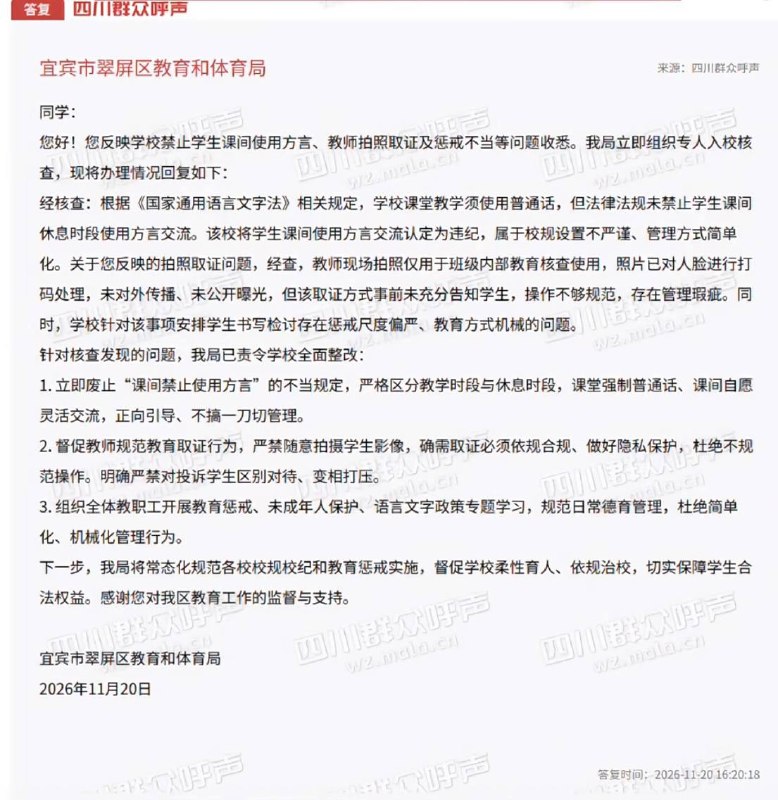 答复 四川群众呼声
宜宾市翠屏区教育和体育局
来源：四川群众呼声
同学：
您好！您反映学校禁止学生课间使用方言、教师拍照取证及惩戒不当等问题收悉。我局立即组织专人入校核
查，现将办理情况回复如下：
经核查：根据《国家通用语言文字法》相关规定，学校课堂教学须使用普通话，但法律法规未禁止学生课间
休息时段使用方言交流。该校将学生课间使用方言交流认定为违纪，属于校规设置不严谨、管理方式简单
化。关于您反映的拍照取证问题，经查，教师现场拍照仅用于班级内部教育核查使用，照片已对人脸进行打
码处理，未对外传播、未公开曝光，但该取证方式事前未充分告知学生，操作不够规范，存在管理瑕疵。同
时，学校针对该事项安排学生书写检讨存在惩戒尺度偏严、教育方式机械的问题。
针对核查发现的问题，我局已责令学校全面整改：
1. 立即废止“课间禁止使用方言”的不当规定，严格区分教学时段与休息时段，课堂强制普通话、课间自愿
灵活交流，正向引导、不搞一刀切管理。
2. 督促教师规范教育取证行为，严禁随意拍摄学生影像，确需取证必须依规合规、做好隐私保护，杜绝不规
范操作。明确严禁对投诉学生区别对待、变相打压。
3. 组织全体教职工开展教育惩戒、未成年人保护、语言文字政策专题学习，规范日常德育管理，杜绝简单
化、机械化管理行为。
下一步，我局将常态化规范各校校规校纪和教育惩戒实施，督促学校柔性育人、依规治校，切实保障学生合
法权益。感谢您对我区教育工作的监督与支持。
宜宾市翠屏区教育和体育局
2026年11月20日
答复时间：2026-11-20 16:20:18
四川群众呼声
wz.mala.cn